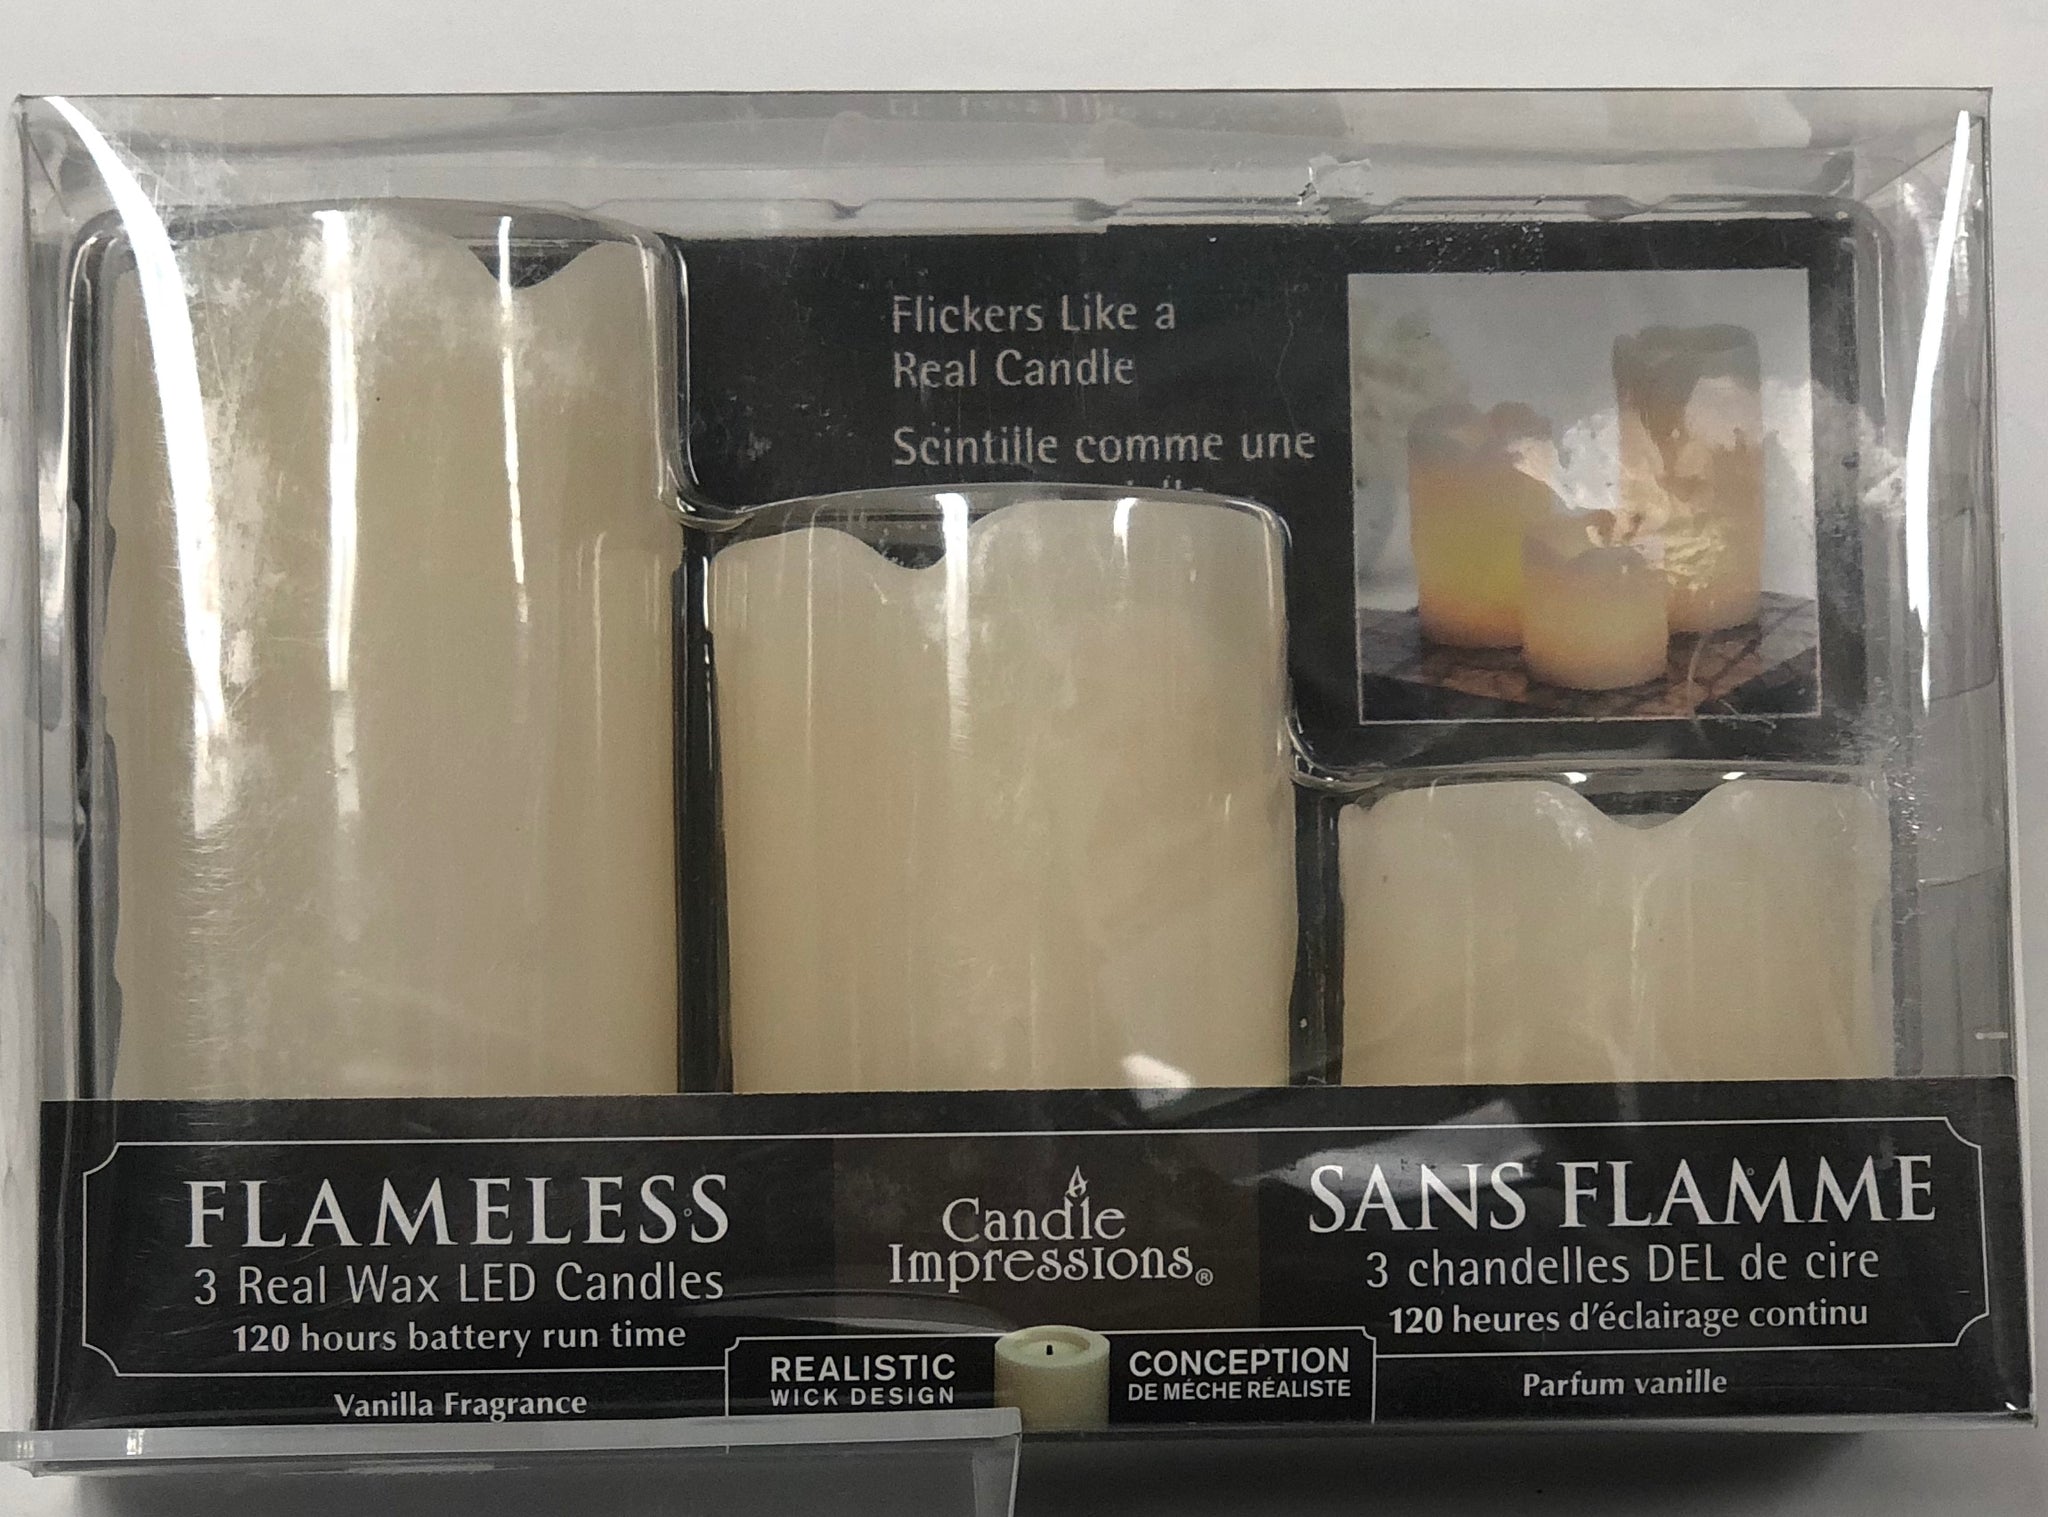 Flickers Like a
Real Candle
Scintille comme une
FLAMELESS
3 Real Wax LED Candles
120 hours battery run time
Vanilla Fragrance
Candle
Impressions®
REALISTIC
WICK DESIGN
CONCEPTION
DE MÉCHE RÉALISTE
SANS FLAMME
3 chandelles DEL de cire
120 heures d'éclairage continu
Parfum vanille